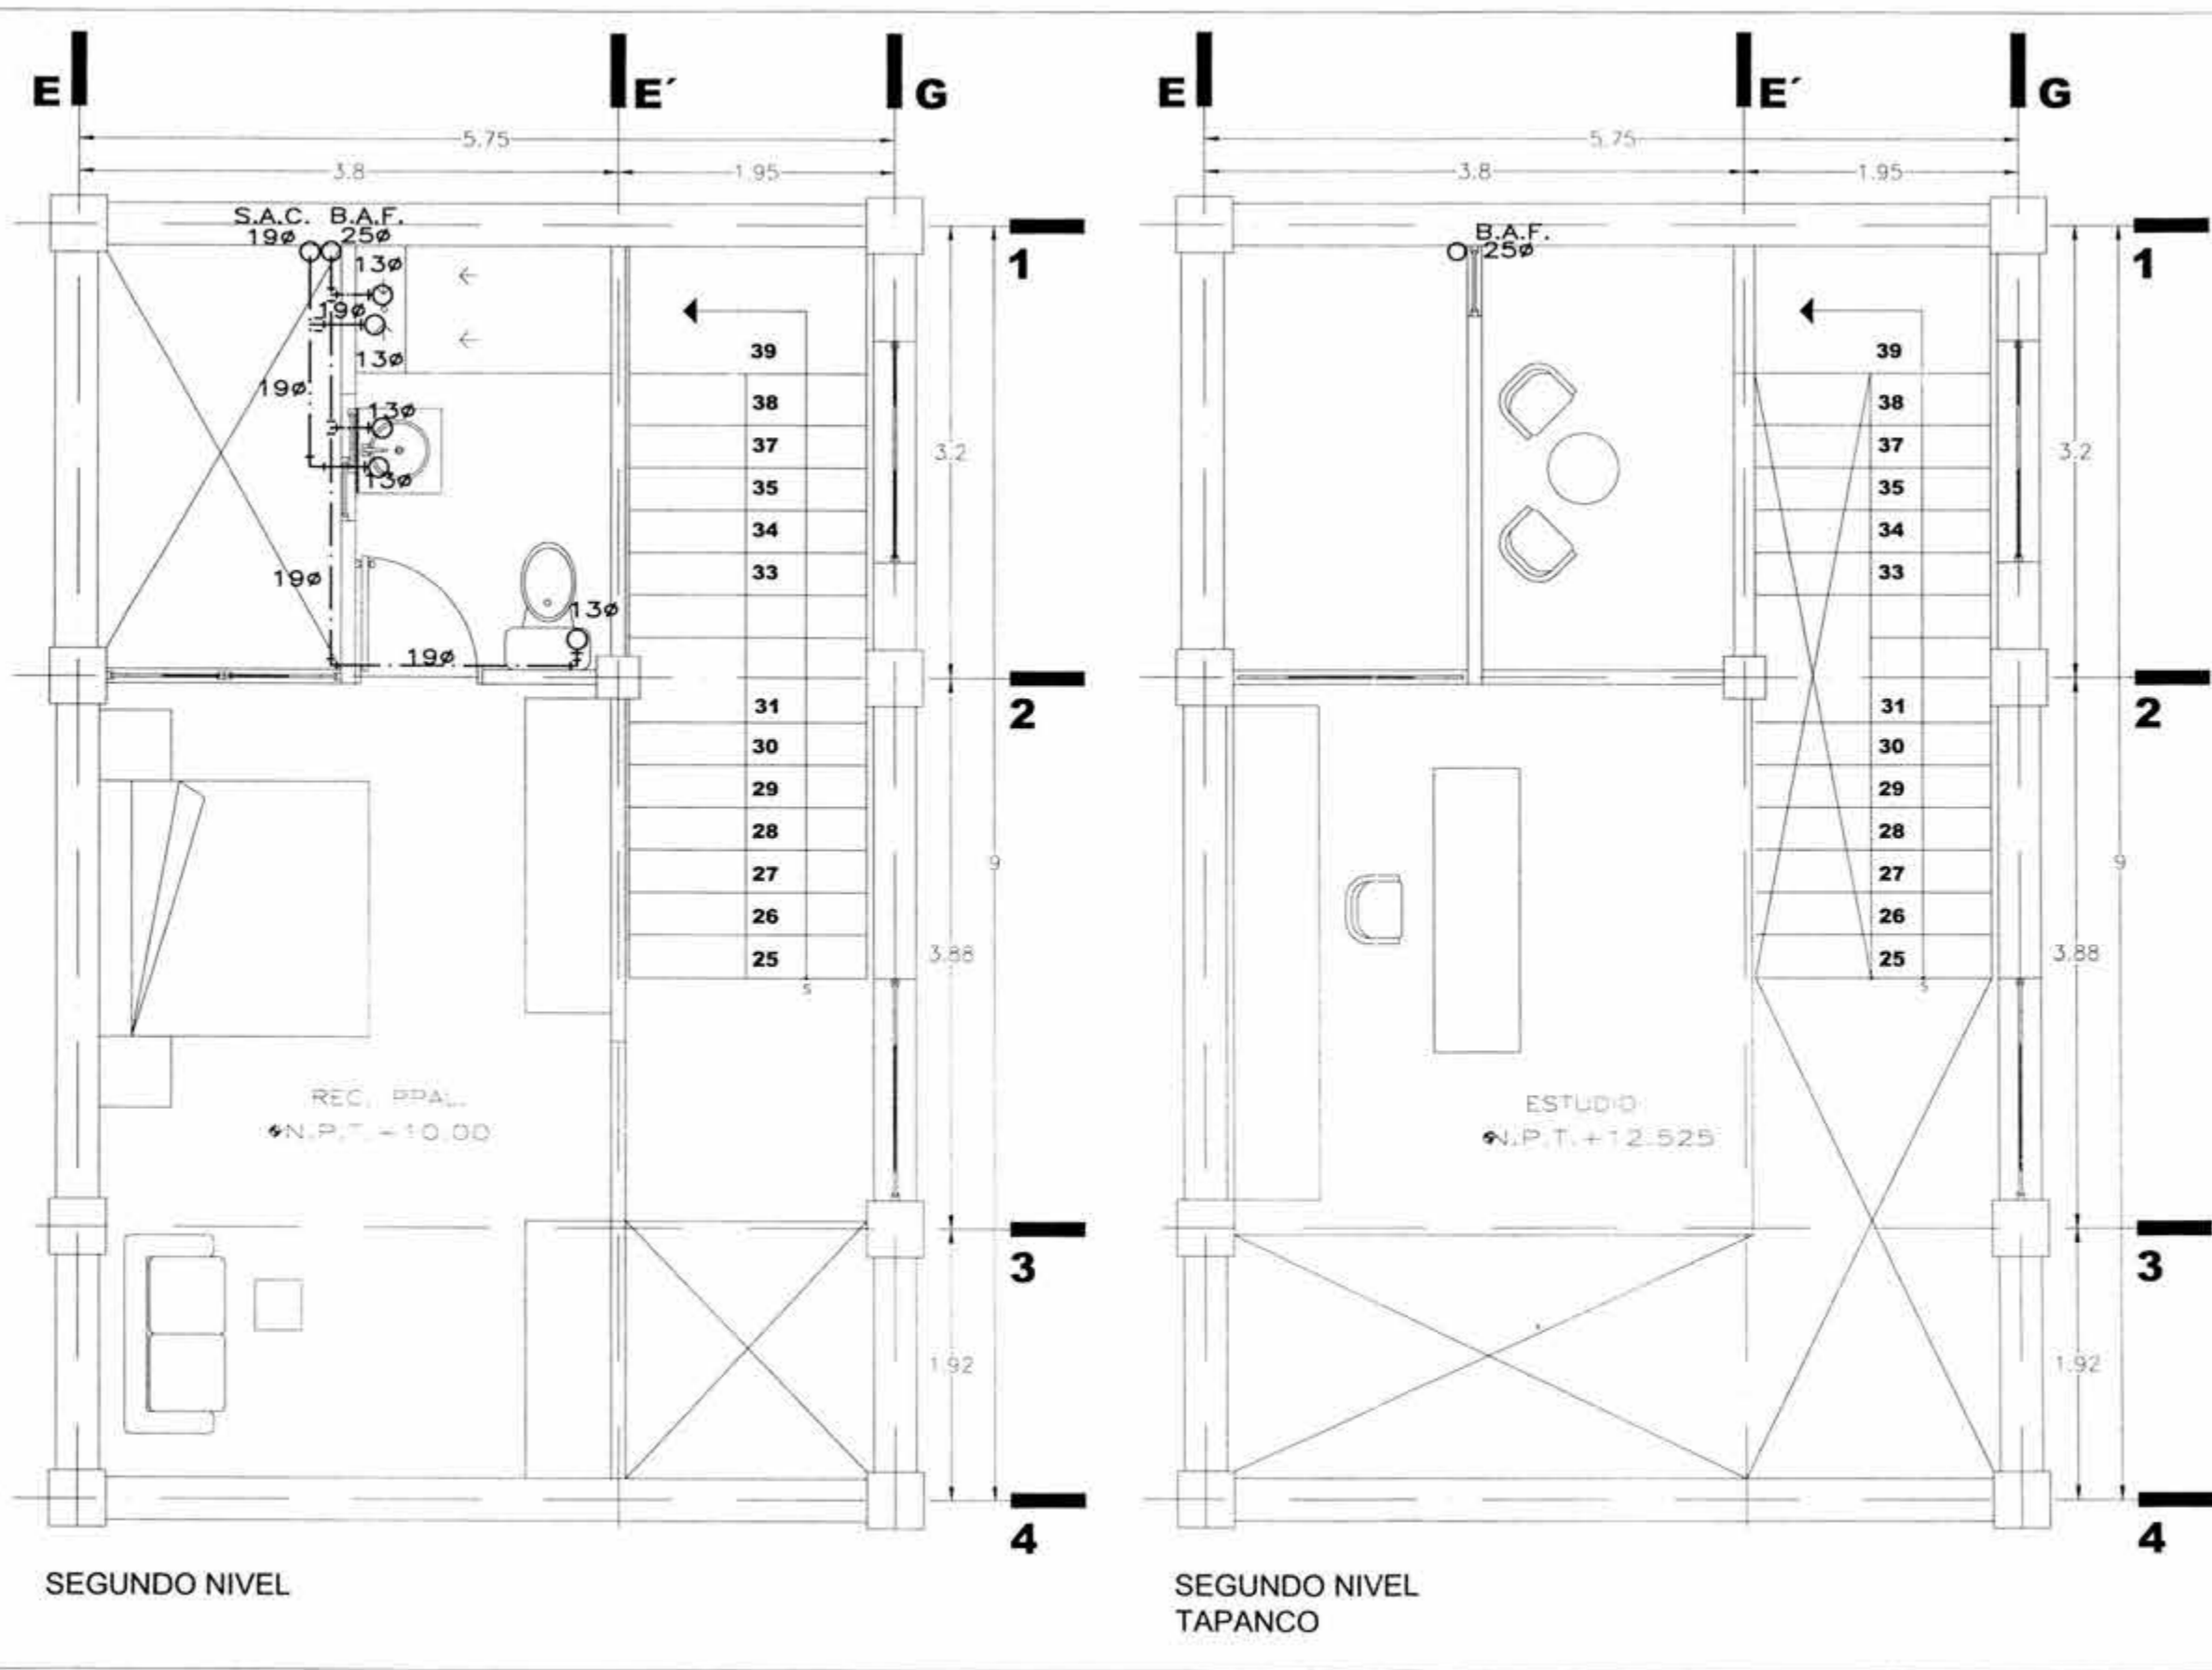 E
E´
G
5.75
3.8
1.95
S.A.C. B.A.F.
19ø 25ø
13ø
19ø
13ø
19ø
13ø
13ø
19ø
13ø
19ø
39
38
37
35
34
33
31
30
29
28
27
26
25
S
1
3.2
2
9
3.88
3
1.92
4
REC. PPAL.
N.P.T. +10.00
SEGUNDO NIVEL
E
E´
G
5.75
3.8
1.95
B.A.F.
25ø
39
38
37
35
34
33
31
30
29
28
27
26
25
S
1
3.2
2
9
3.88
3
1.92
4
ESTUDIO
N.P.T. +12.525
SEGUNDO NIVEL
TAPANCO